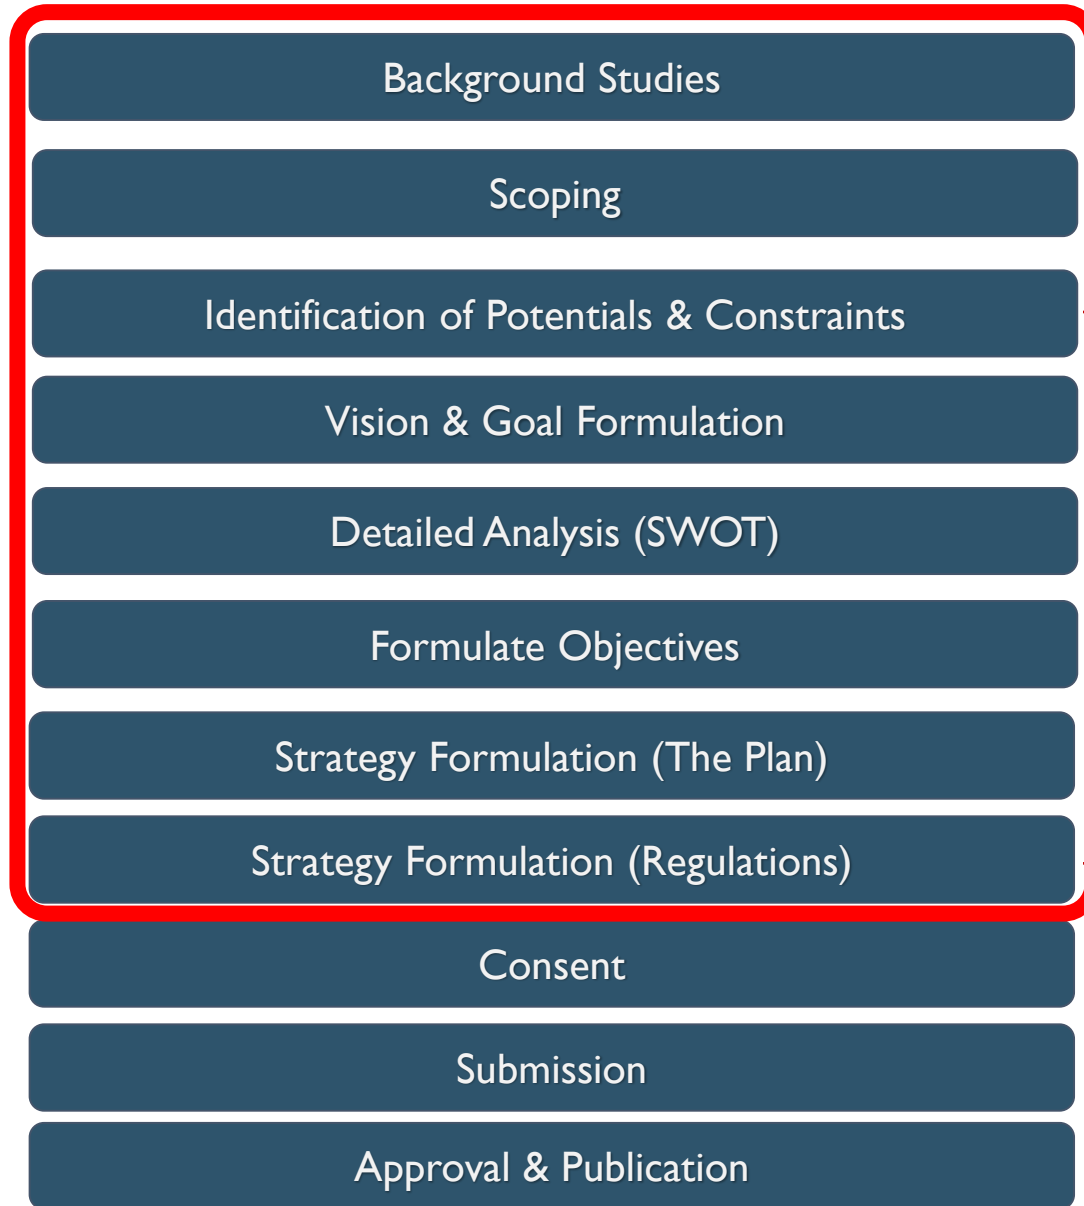 Background Studies
Scoping
Identification of Potentials & Constraints
Vision & Goal Formulation
Detailed Analysis (SWOT)
Formulate Objectives
Strategy Formulation (The Plan)
Strategy Formulation (Regulations)
Consent
Submission
Approval & Publication